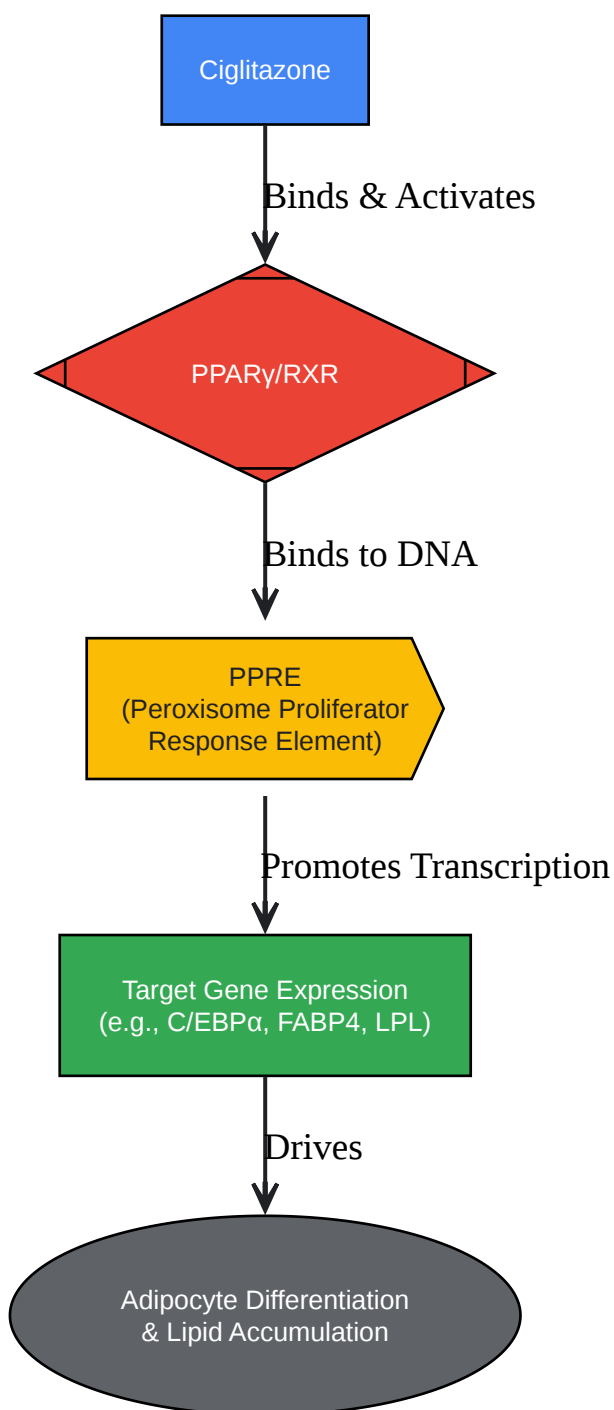 Ciglitazone
Binds & Activates
PPARγ/RXR
Binds to DNA
PPRE
(Peroxisome Proliferator
Response Element)
Promotes Transcription
Target Gene Expression
(e.g., C/EBPα, FABP4, LPL)
Drives
Adipocyte Differentiation
& Lipid Accumulation